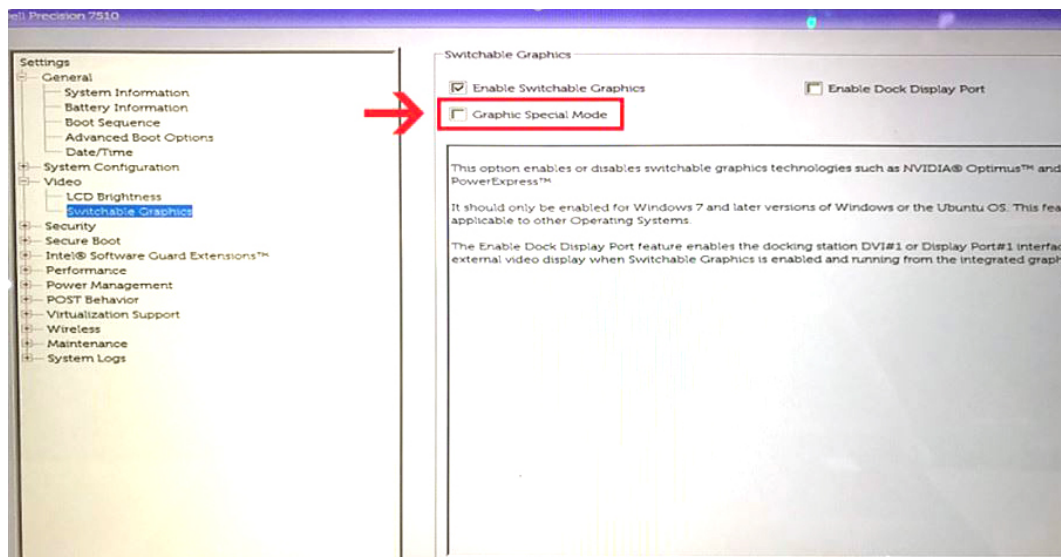 ell Precision 7510
Settings
General
System Information
Battery Information
Boot Sequence
Advanced Boot Options
Date/Time
System Configuration
Video
LCD Brightness
Switchable Graphics
Security
Secure Boot
Intel® Software Guard Extensions™
Performance
Power Management
POST Behavior
Virtualization Support
Wireless
Maintenance
System Logs
Switchable Graphics
Enable Switchable Graphics
Enable Dock Display Port
Graphic Special Mode
This option enables or disables switchable graphics technologies such as NVIDIA® Optimus™ and
PowerExpress™
It should only be enabled for Windows 7 and later versions of Windows or the Ubuntu OS. This fea
applicable to other Operating Systems.
The Enable Dock Display Port feature enables the docking station DVI#1 or Display Port#1 interfac
external video display when Switchable Graphics is enabled and running from the integrated graph